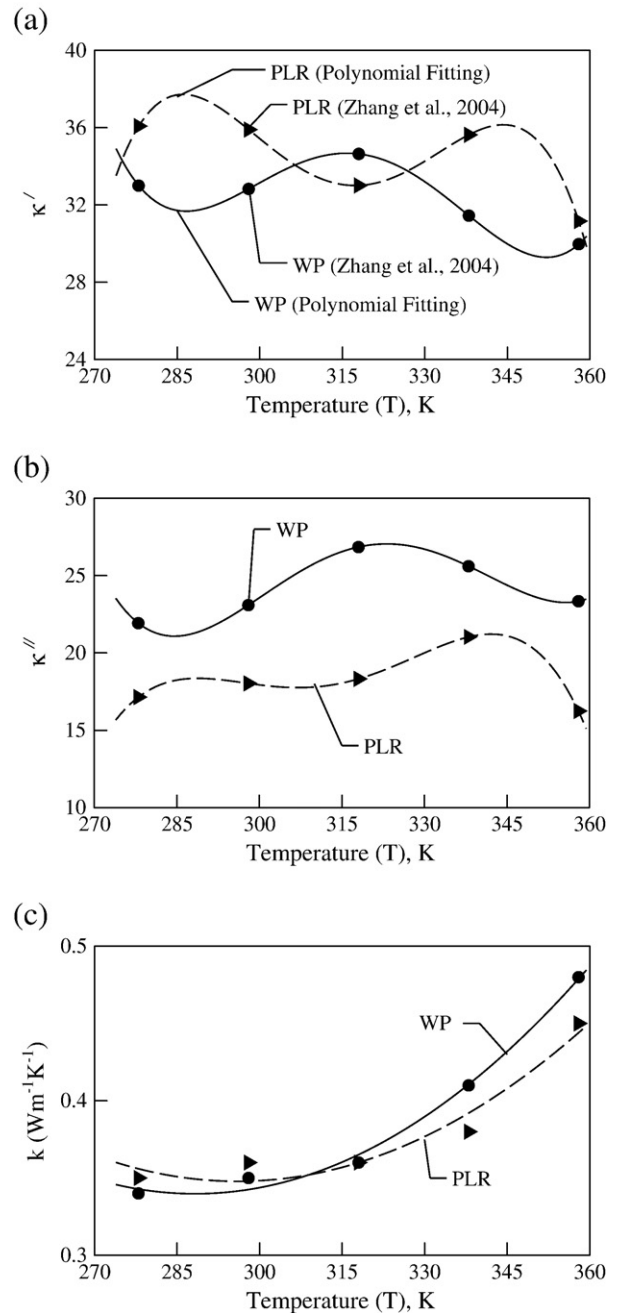 (a)
40
36
32
28
24
κ′
PLR (Polynomial Fitting)
PLR (Zhang et al., 2004)
WP (Zhang et al., 2004)
WP (Polynomial Fitting)
270 285 300 315 330 345 360
Temperature (T), K
(b)
30
25
20
15
10
κ″
WP
PLR
270 285 300 315 330 345 360
Temperature (T), K
(c)
0.5
0.4
0.3
k (Wm⁻¹K⁻¹)
WP
PLR
270 285 300 315 330 345 360
Temperature (T), K